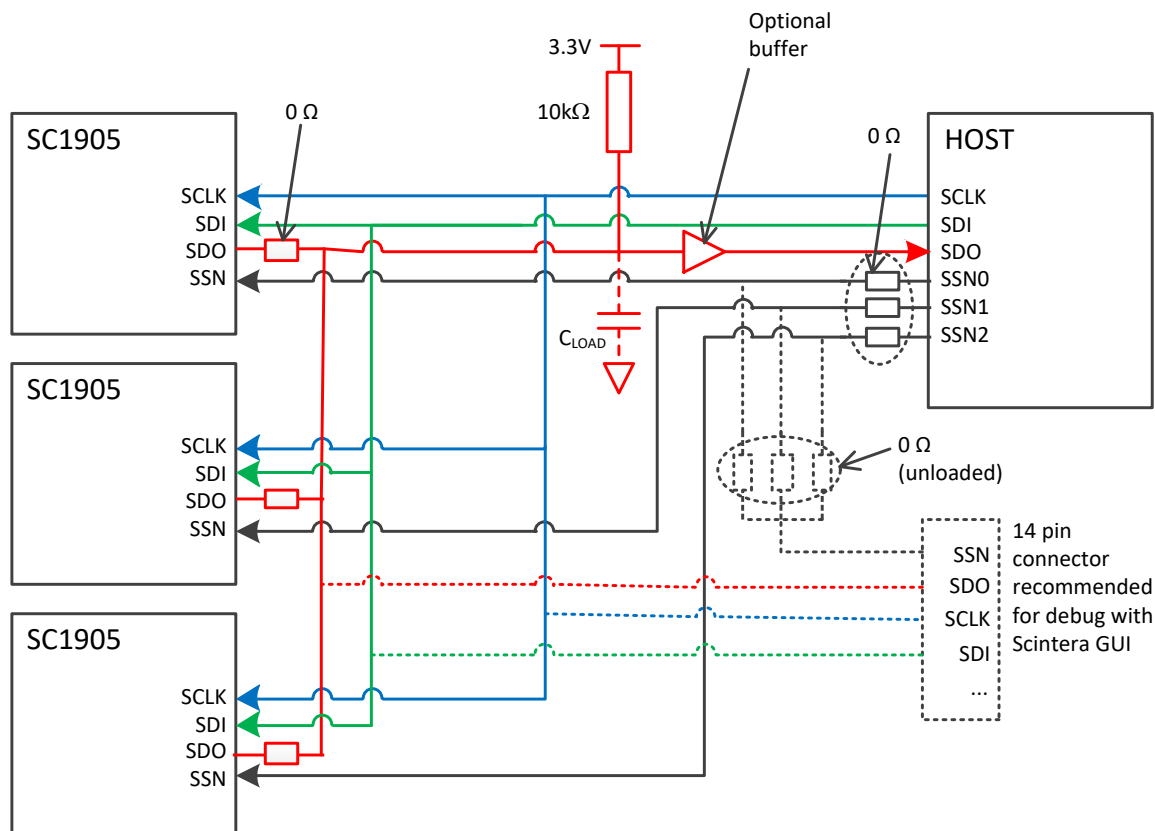 Optional
buffer
3.3V
10kΩ
0 Ω
SC1905
SCLK
SDI
SDO
SSN
0 Ω
HOST
SCLK
SDI
SDO
SSN0
SSN1
SSN2
CLOAD
SC1905
SCLK
SDI
SDO
SSN
0 Ω
(unloaded)
SSN
SDO
SCLK
SDI
...
14 pin
connector
recommended
for debug with
Scintera GUI
SC1905
SCLK
SDI
SDO
SSN